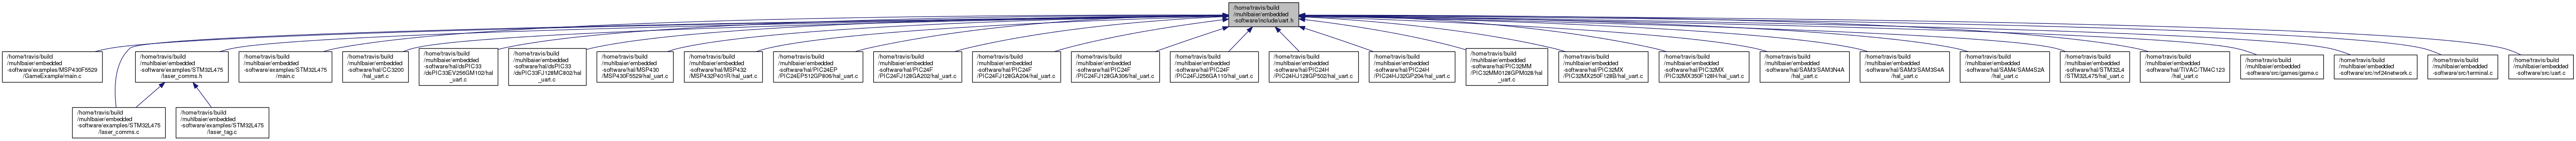 /home/travis/build
/muhlbaier/embedded
-software/include/uart.h
/home/travis/build
/muhlbaier/embedded
-software/examples/MSP430F5529
/GameExample/main.c
/home/travis/build
/muhlbaier/embedded
-software/examples/STM32L475
/laser_comms.h
/home/travis/build
/muhlbaier/embedded
-software/examples/STM32L475
/main.c
/home/travis/build
/muhlbaier/embedded
-software/hal/CC3200
/hal_uart.c
/home/travis/build
/muhlbaier/embedded
-software/hal/dsPIC33
/dsPIC33EV256GM102/hal
_uart.c
/home/travis/build
/muhlbaier/embedded
-software/hal/dsPIC33
/dsPIC33FJ128MC802/hal
_uart.c
/home/travis/build
/muhlbaier/embedded
-software/hal/MSP430
/MSP430F5529/hal_uart.c
/home/travis/build
/muhlbaier/embedded
-software/hal/MSP432
/MSP432P401R/hal_uart.c
/home/travis/build
/muhlbaier/embedded
-software/hal/PIC24EP
/PIC24EP512GP806/hal_uart.c
/home/travis/build
/muhlbaier/embedded
-software/hal/PIC24F
/PIC24FJ128GA202/hal_uart.c
/home/travis/build
/muhlbaier/embedded
-software/hal/PIC24F
/PIC24FJ128GA204/hal_uart.c
/home/travis/build
/muhlbaier/embedded
-software/hal/PIC24F
/PIC24FJ128GA306/hal_uart.c
/home/travis/build
/muhlbaier/embedded
-software/hal/PIC24F
/PIC24FJ256GA110/hal_uart.c
/home/travis/build
/muhlbaier/embedded
-software/hal/PIC24H
/PIC24HJ128GP502/hal_uart.c
/home/travis/build
/muhlbaier/embedded
-software/hal/PIC24H
/PIC24HJ32GP204/hal_uart.c
/home/travis/build
/muhlbaier/embedded
-software/hal/PIC32MM
/PIC32MM0128GPM028/hal
_uart.c
/home/travis/build
/muhlbaier/embedded
-software/hal/PIC32MX
/PIC32MX250F128B/hal_uart.c
/home/travis/build
/muhlbaier/embedded
-software/hal/PIC32MX
/PIC32MX350F128H/hal_uart.c
/home/travis/build
/muhlbaier/embedded
-software/hal/SAM3/SAM3N4A
/hal_uart.c
/home/travis/build
/muhlbaier/embedded
-software/hal/SAM3/SAM3S4A
/hal_uart.c
/home/travis/build
/muhlbaier/embedded
-software/hal/SAM4/SAM4S2A
/hal_uart.c
/home/travis/build
/muhlbaier/embedded
-software/hal/STM32L4
/STM32L475/hal_uart.c
/home/travis/build
/muhlbaier/embedded
-software/hal/TIVAC/TM4C123
/hal_uart.c
/home/travis/build
/muhlbaier/embedded
-software/src/games/game.c
/home/travis/build
/muhlbaier/embedded
-software/src/nrf24network.c
/home/travis/build
/muhlbaier/embedded
-software/src/terminal.c
/home/travis/build
/muhlbaier/embedded
-software/src/uart.c
/home/travis/build
/muhlbaier/embedded
-software/examples/STM32L475
/laser_comms.c
/home/travis/build
/muhlbaier/embedded
-software/examples/STM32L475
/laser_tag.c